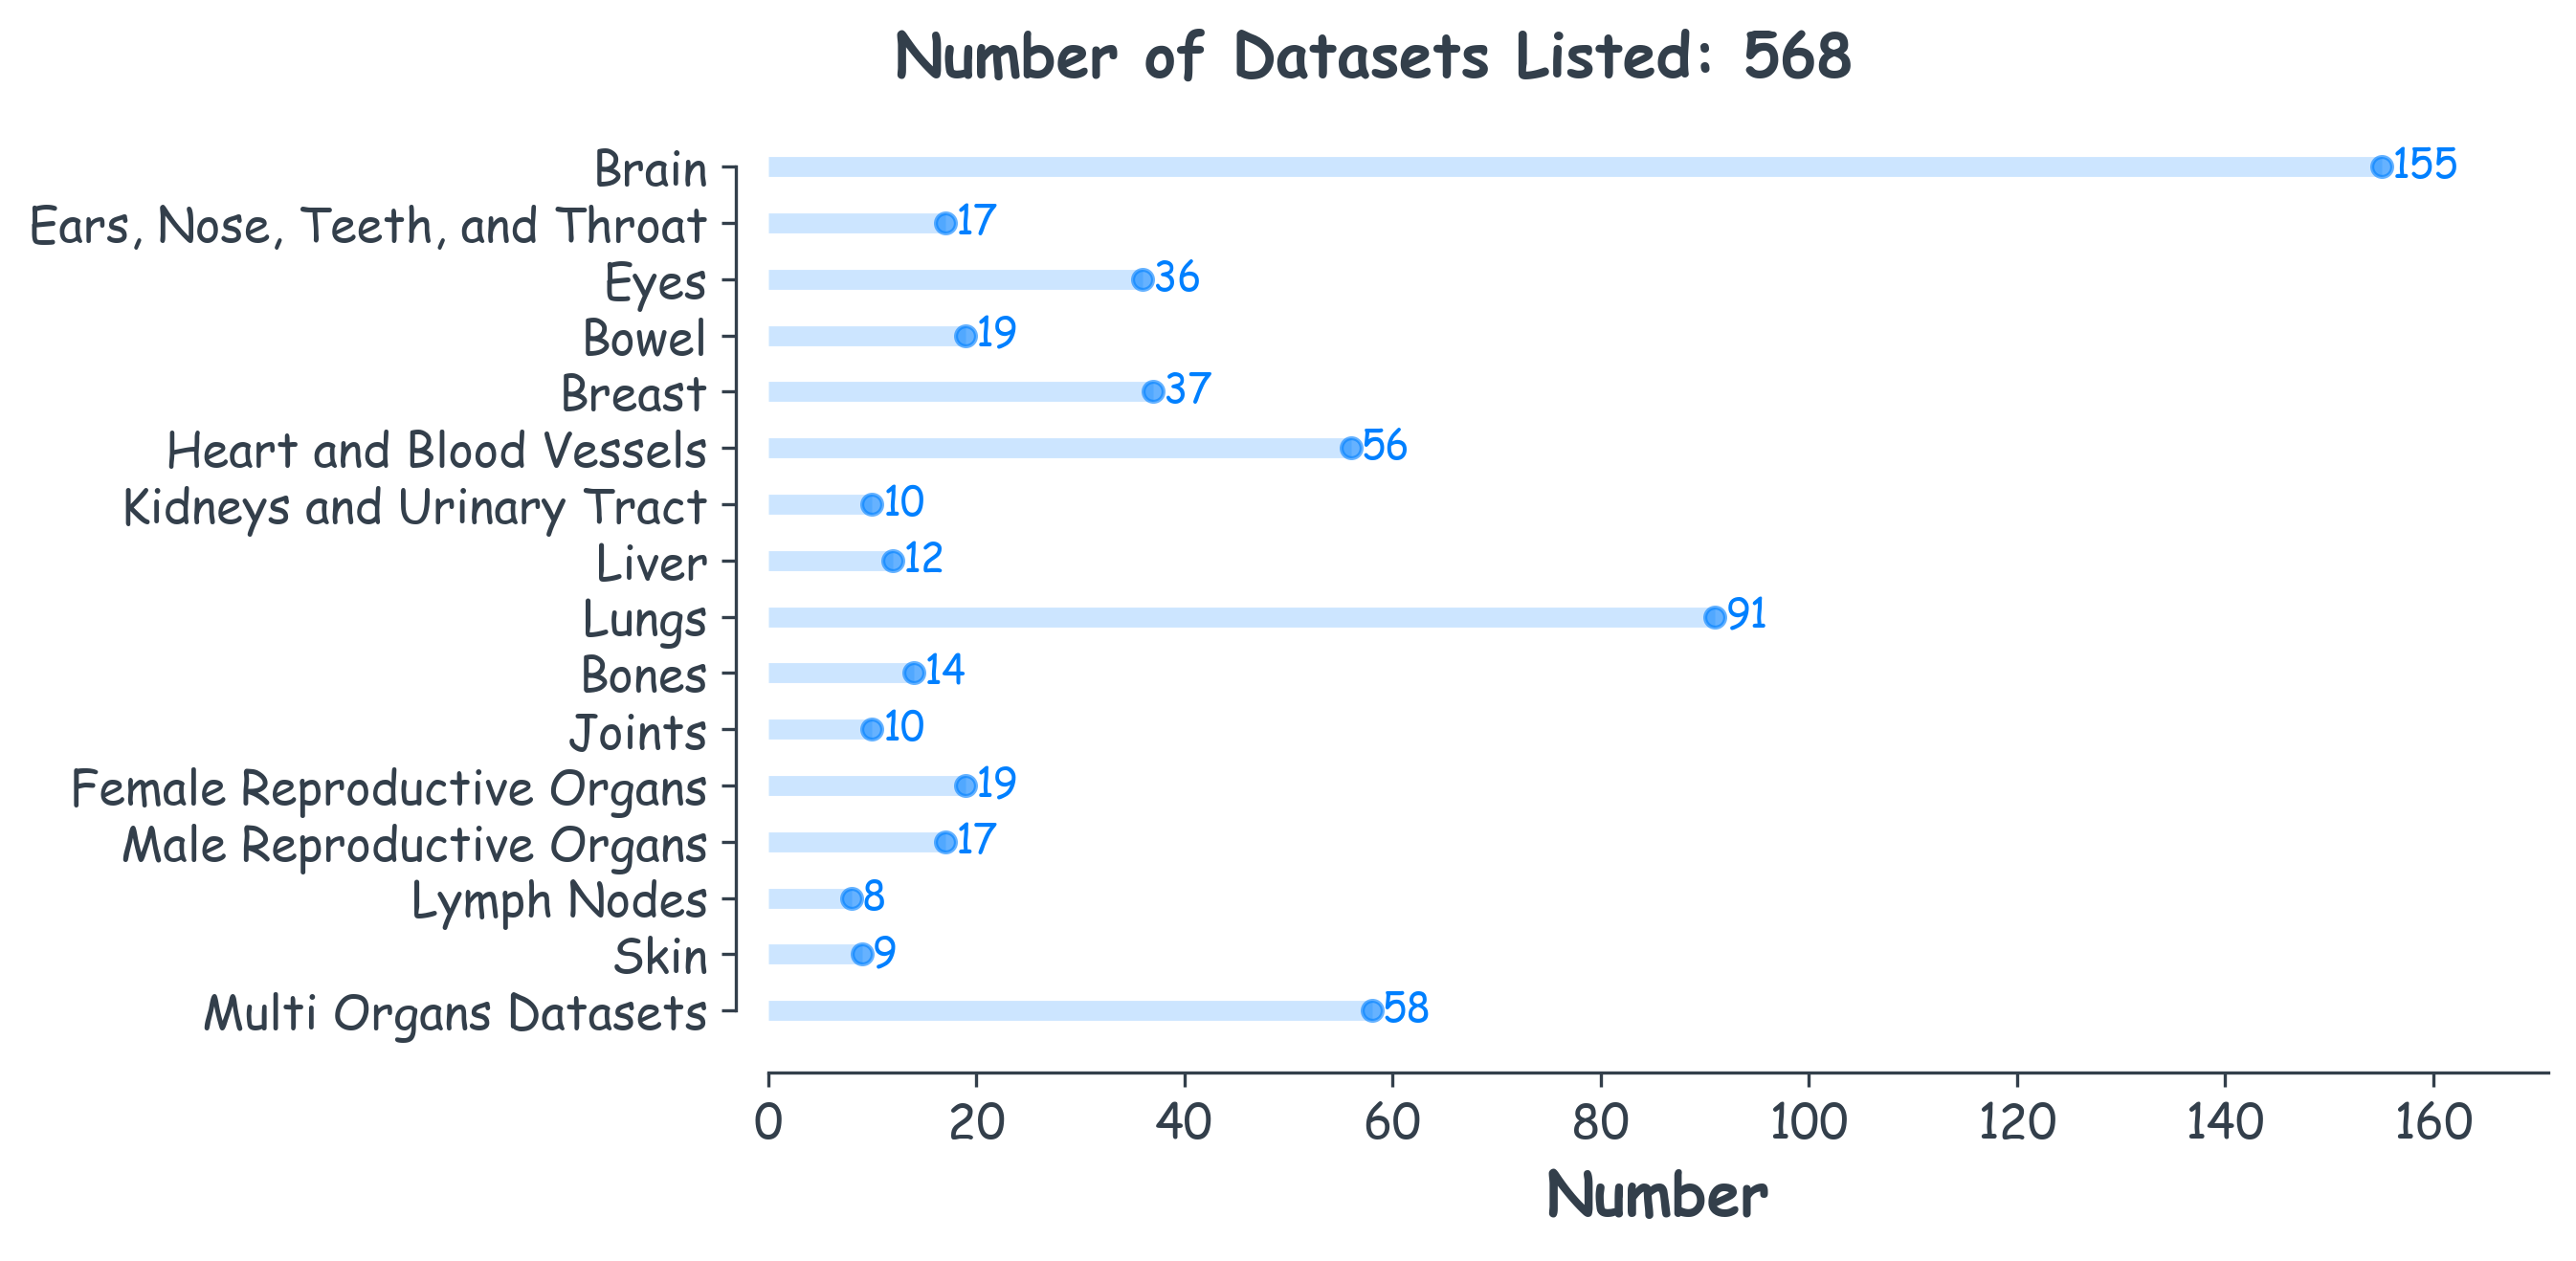 Number of Datasets Listed: 568
Brain 155
Ears, Nose, Teeth, and Throat 17
Eyes 36
Bowel 19
Breast 37
Heart and Blood Vessels 56
Kidneys and Urinary Tract 10
Liver 12
Lungs 91
Bones 14
Joints 10
Female Reproductive Organs 19
Male Reproductive Organs 17
Lymph Nodes 8
Skin 9
Multi Organs Datasets 58
0 20 40 60 80 100 120 140 160
Number